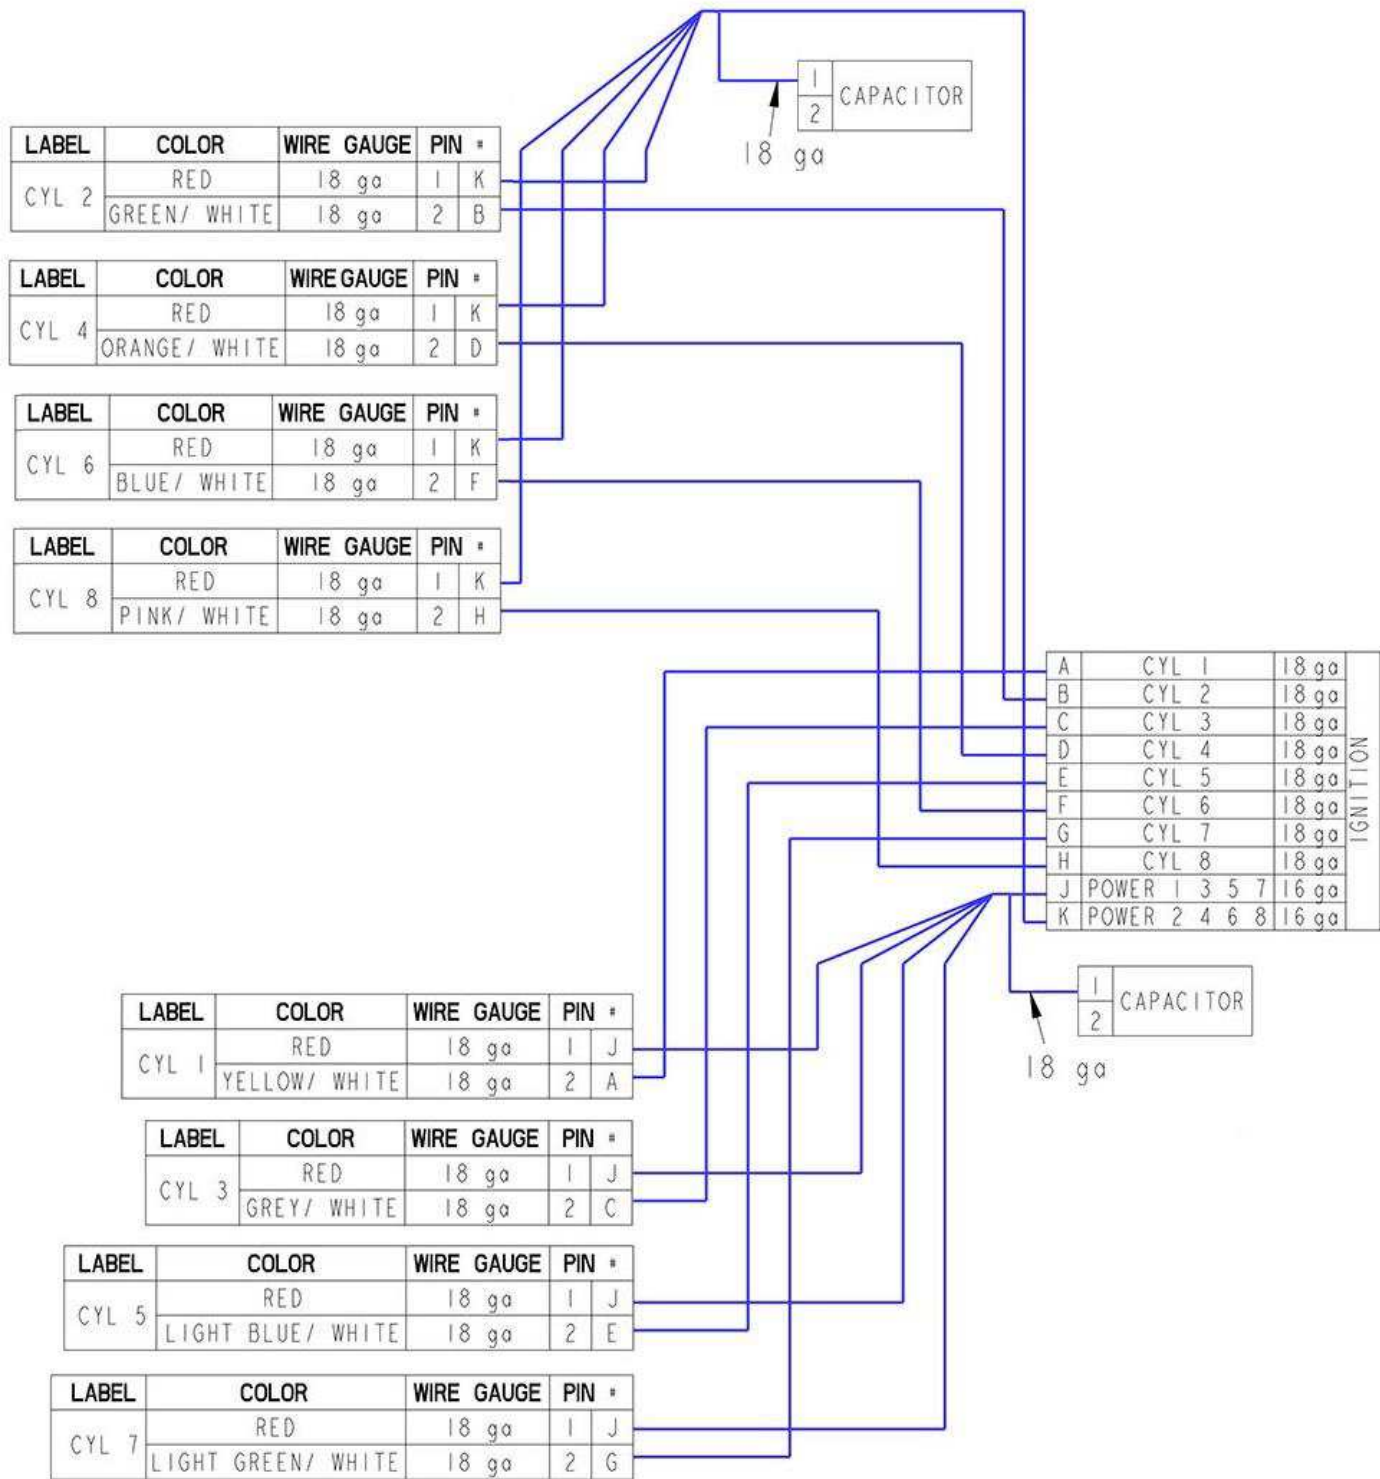 1 CAPACITOR
2
18 ga
LABEL COLOR WIRE GAUGE PIN #
CYL 2 RED 18 ga 1 K
GREEN/ WHITE 18 ga 2 B
LABEL COLOR WIRE GAUGE PIN #
CYL 4 RED 18 ga 1 K
ORANGE/ WHITE 18 ga 2 D
LABEL COLOR WIRE GAUGE PIN #
CYL 6 RED 18 ga 1 K
BLUE/ WHITE 18 ga 2 F
LABEL COLOR WIRE GAUGE PIN #
CYL 8 RED 18 ga 1 K
PINK/ WHITE 18 ga 2 H
A CYL 1 18 ga
B CYL 2 18 ga
C CYL 3 18 ga
D CYL 4 18 ga
E CYL 5 18 ga
F CYL 6 18 ga
G CYL 7 18 ga
H CYL 8 18 ga
J POWER 1 3 5 7 16 ga
K POWER 2 4 6 8 16 ga
IGNITION
1 CAPACITOR
2
18 ga
LABEL COLOR WIRE GAUGE PIN #
CYL 1 RED 18 ga 1 J
YELLOW/ WHITE 18 ga 2 A
LABEL COLOR WIRE GAUGE PIN #
CYL 3 RED 18 ga 1 J
GREY/ WHITE 18 ga 2 C
LABEL COLOR WIRE GAUGE PIN #
CYL 5 RED 18 ga 1 J
LIGHT BLUE/ WHITE 18 ga 2 E
LABEL COLOR WIRE GAUGE PIN #
CYL 7 RED 18 ga 1 J
LIGHT GREEN/ WHITE 18 ga 2 G